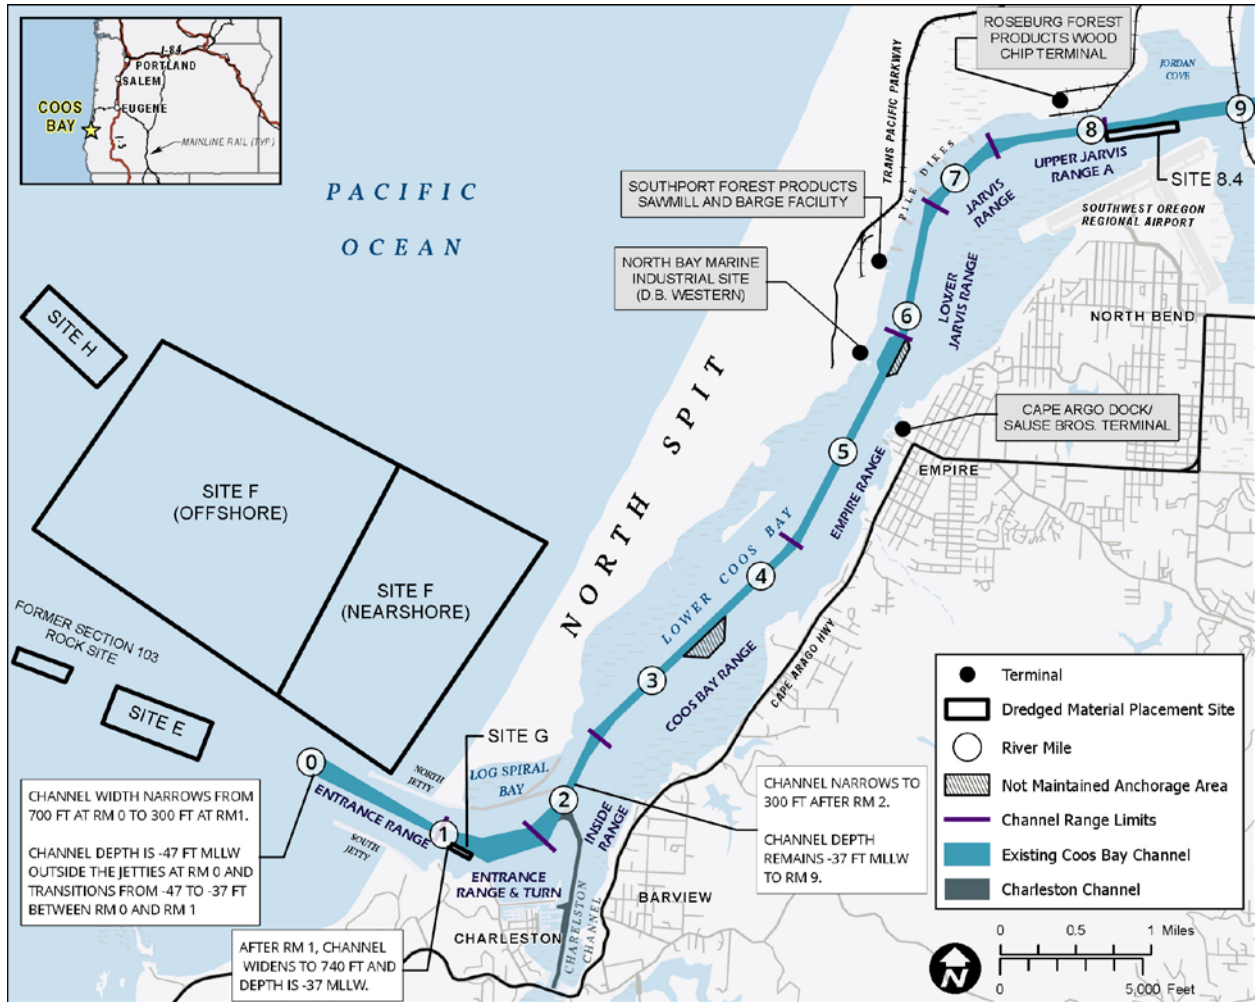 I-84
PORTLAND
SALEM
COOS
BAY
EUGENE
I-5
MAINLINE RAIL (TYP)
PACIFIC
OCEAN
ROSEBURG FOREST
PRODUCTS WOOD
CHIP TERMINAL
JORDAN
COVE
TRANS PACIFIC PARKWAY
9
8
UPPER JARVIS
RANGE A
SITE 8.4
PILE DIKES
7
JARVIS
RANGE
SOUTHWEST OREGON
REGIONAL AIRPORT
SOUTHPORT FOREST PRODUCTS
SAWMILL AND BARGE FACILITY
NORTH BAY MARINE
INDUSTRIAL SITE
(D.B. WESTERN)
LOWER
JARVIS RANGE
6
NORTH BEND
SITE H
NORTH SPIT
CAPE ARGO DOCK/
SAUSE BROS. TERMINAL
5
EMPIRE
EMPIRE RANGE
SITE F
(OFFSHORE)
SITE F
(NEARSHORE)
LOWER COOS BAY
4
FORMER SECTION 103
ROCK SITE
3
COOS BAY RANGE
CAPE ARAGO HWY
SITE E
SITE G
0
NORTH
JETTY
LOG SPIRAL
BAY
ENTRANCE RANGE
SOUTH
JETTY
1
2
INSIDE
RANGE
ENTRANCE
RANGE & TURN
CHARLESTON
CHARELSTON
CHANNEL
BARVIEW
CHANNEL WIDTH NARROWS FROM
700 FT AT RM 0 TO 300 FT AT RM1.
CHANNEL DEPTH IS -47 FT MLLW
OUTSIDE THE JETTIES AT RM 0 AND
TRANSITIONS FROM -47 TO -37 FT
BETWEEN RM 0 AND RM 1
AFTER RM 1, CHANNEL
WIDENS TO 740 FT AND
DEPTH IS -37 MLLW.
CHANNEL NARROWS TO
300 FT AFTER RM 2.
CHANNEL DEPTH
REMAINS -37 FT MLLW
TO RM 9.
Terminal
Dredged Material Placement Site
River Mile
Not Maintained Anchorage Area
Channel Range Limits
Existing Coos Bay Channel
Charleston Channel
N
0 0.5 1 Miles
0 5,000 Feet